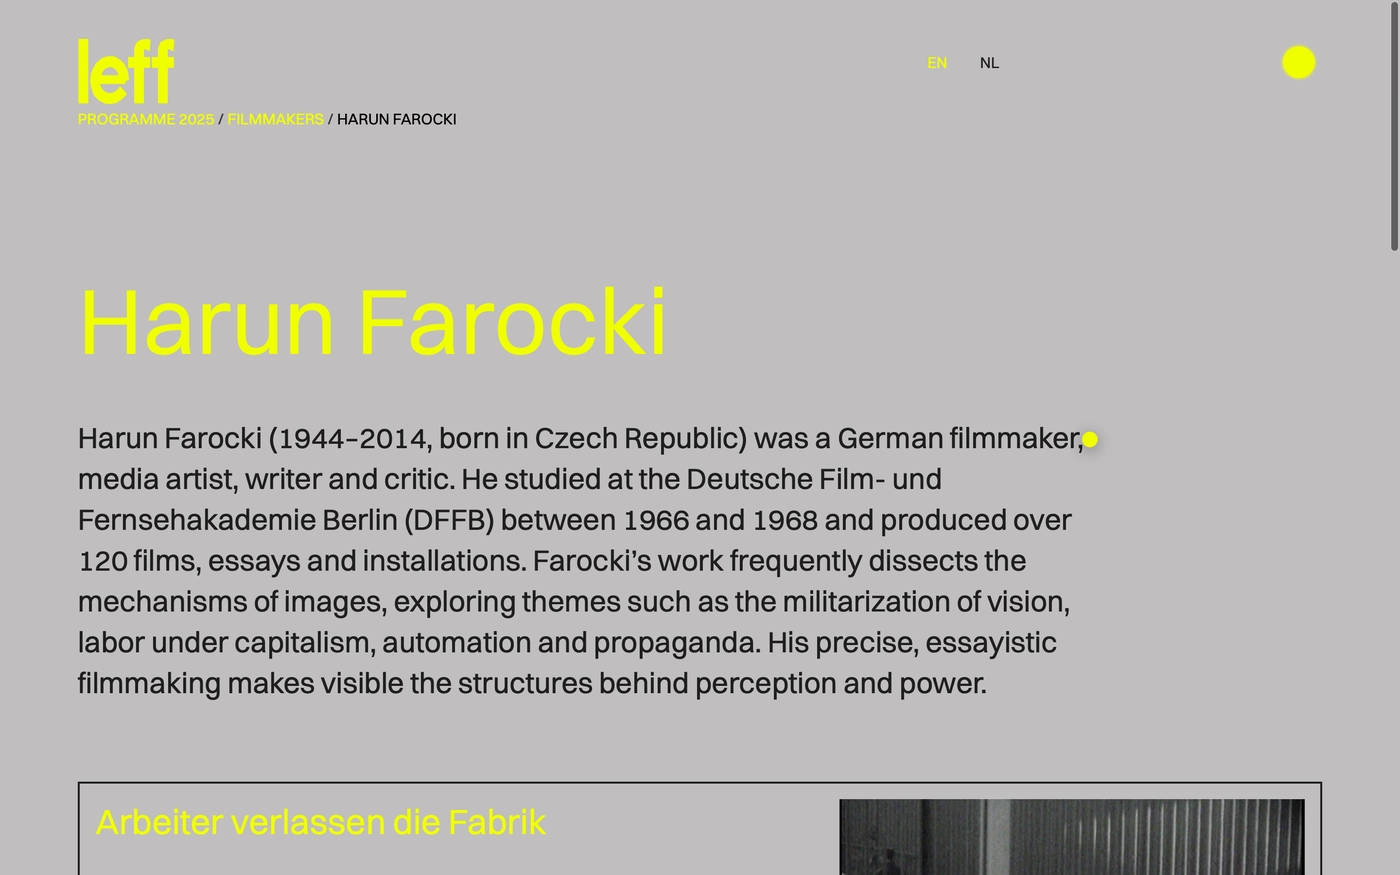 leff
EN NL
PROGRAMME 2025 / FILMMAKERS / HARUN FAROCKI
Harun Farocki
Harun Farocki (1944–2014, born in Czech Republic) was a German filmmaker,
media artist, writer and critic. He studied at the Deutsche Film- und
Fernsehakademie Berlin (DFFB) between 1966 and 1968 and produced over
120 films, essays and installations. Farocki’s work frequently dissects the
mechanisms of images, exploring themes such as the militarization of vision,
labor under capitalism, automation and propaganda. His precise, essayistic
filmmaking makes visible the structures behind perception and power.
Arbeiter verlassen die Fabrik